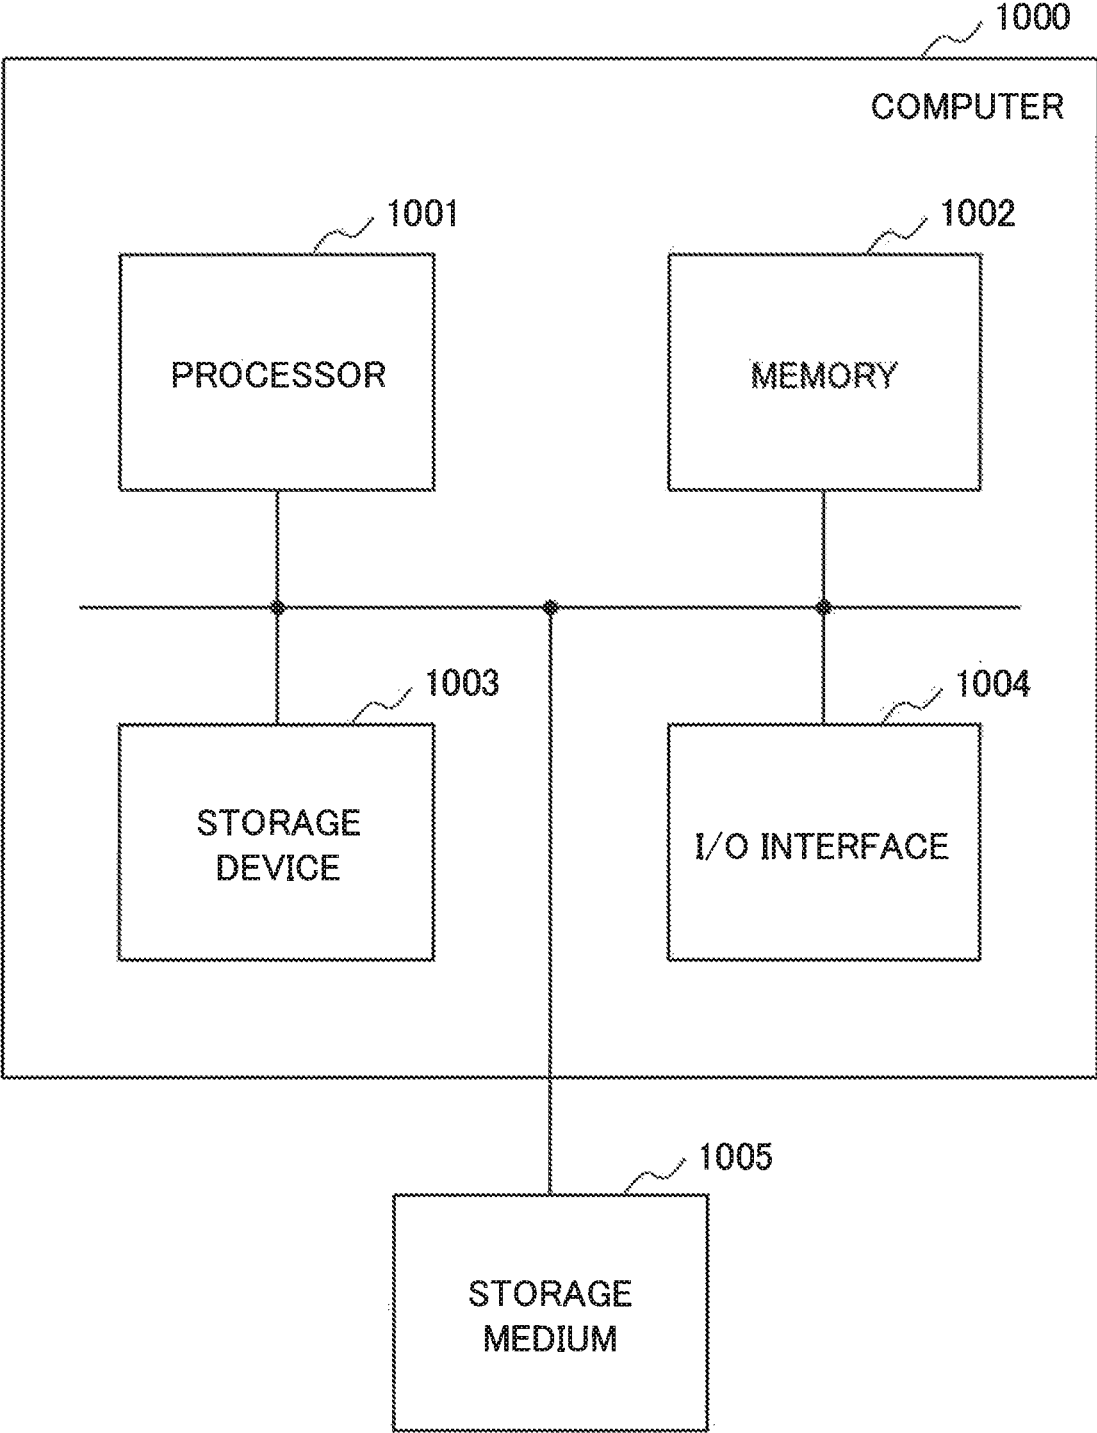 1000
COMPUTER
1001
1002
PROCESSOR
MEMORY
1003
1004
STORAGE
DEVICE
I/O INTERFACE
1005
STORAGE
MEDIUM